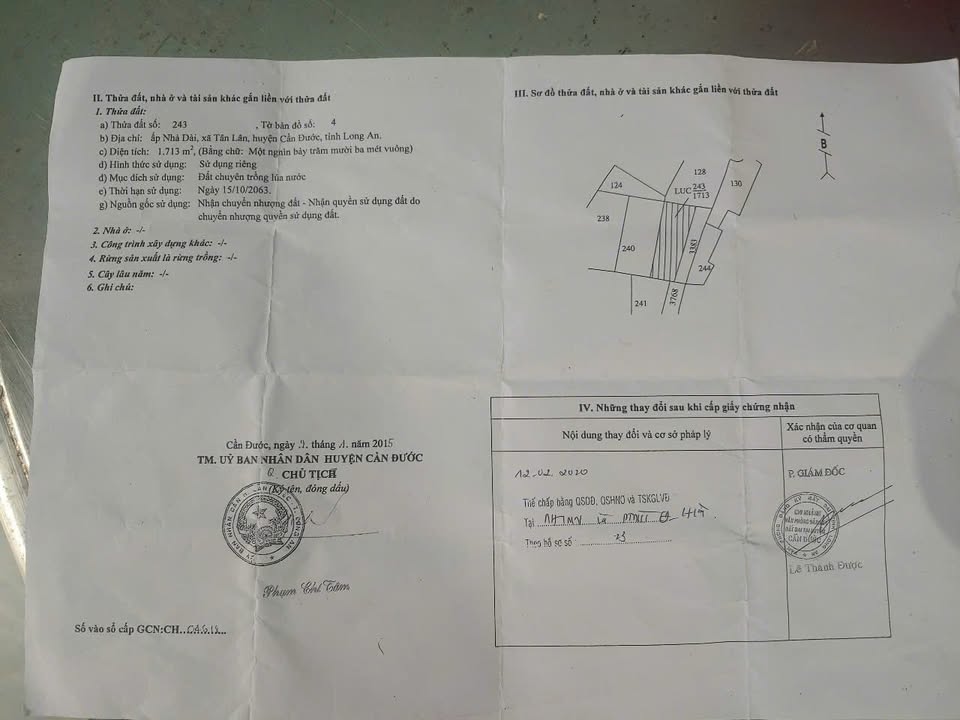 II. Thửa đất, nhà ở và tài sản khác gắn liền với thửa đất
1. Thửa đất:
a) Thửa đất số: 243 , Tờ bản đồ số: 4
b) Địa chỉ: ấp Nhà Dài, xã Tân Lân, huyện Cần Đước, tỉnh Long An.
c) Diện tích: 1.713 m², (Bằng chữ: Một nghìn bảy trăm mười ba mét vuông)
d) Hình thức sử dụng: Sử dụng riêng
đ) Mục đích sử dụng: Đất chuyên trồng lúa nước
e) Thời hạn sử dụng: Ngày 15/10/2063.
g) Nguồn gốc sử dụng: Nhận chuyển nhượng đất - Nhận quyền sử dụng đất do
chuyển nhượng quyền sử dụng đất.
2. Nhà ở: -/-
3. Công trình xây dựng khác: -/-
4. Rừng sản xuất là rừng trồng: -/-
5. Cây lâu năm: -/-
6. Ghi chú:
Cần Đước, ngày tháng năm 2015
TM. UỶ BAN NHÂN DÂN HUYỆN CẦN ĐƯỚC
CHỦ TỊCH
(Ký tên, đóng dấu)
Phạm Chí Tâm
Số vào sổ cấp GCN:CH
III. Sơ đồ thửa đất, nhà ở và tài sản khác gắn liền với thửa đất
B
128
124
LUC 243
1713
130
238
240
1383
244
241
3768
IV. Những thay đổi sau khi cấp giấy chứng nhận
Nội dung thay đổi và cơ sở pháp lý
Xác nhận của cơ quan
có thẩm quyền
12.02.2020
P. GIÁM ĐỐC
Thế chấp bằng QSDĐ, QSHNO và TSKGLVĐ
Tại
Theo hồ sơ số: 23
CẦN ĐƯỚC
Lê Thành Được